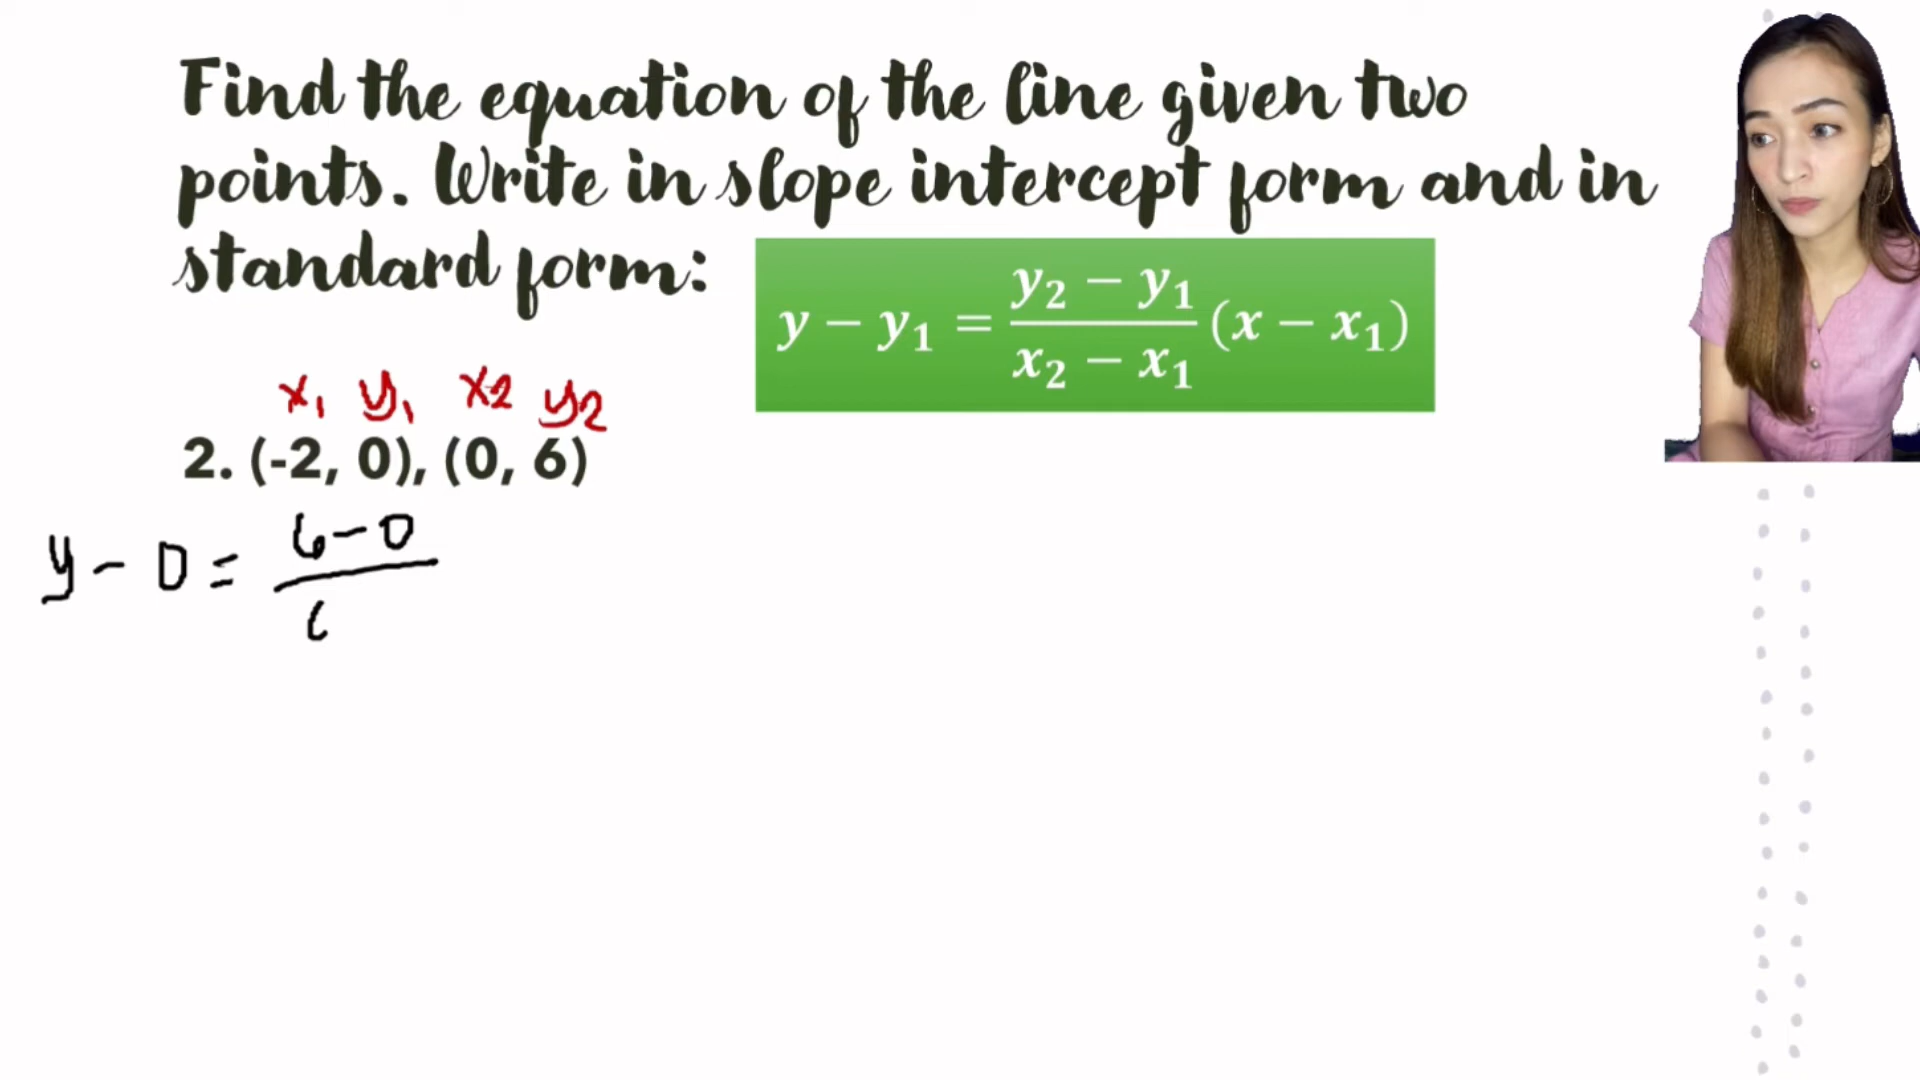 Find the equation of the line given two
points. Write in slope intercept form and in
standard form:
y − y₁ = (y₂ − y₁)/(x₂ − x₁) (x − x₁)
x₁ y₁ x₂ y₂
2. (-2, 0), (0, 6)
y - 0 = 6 - 0